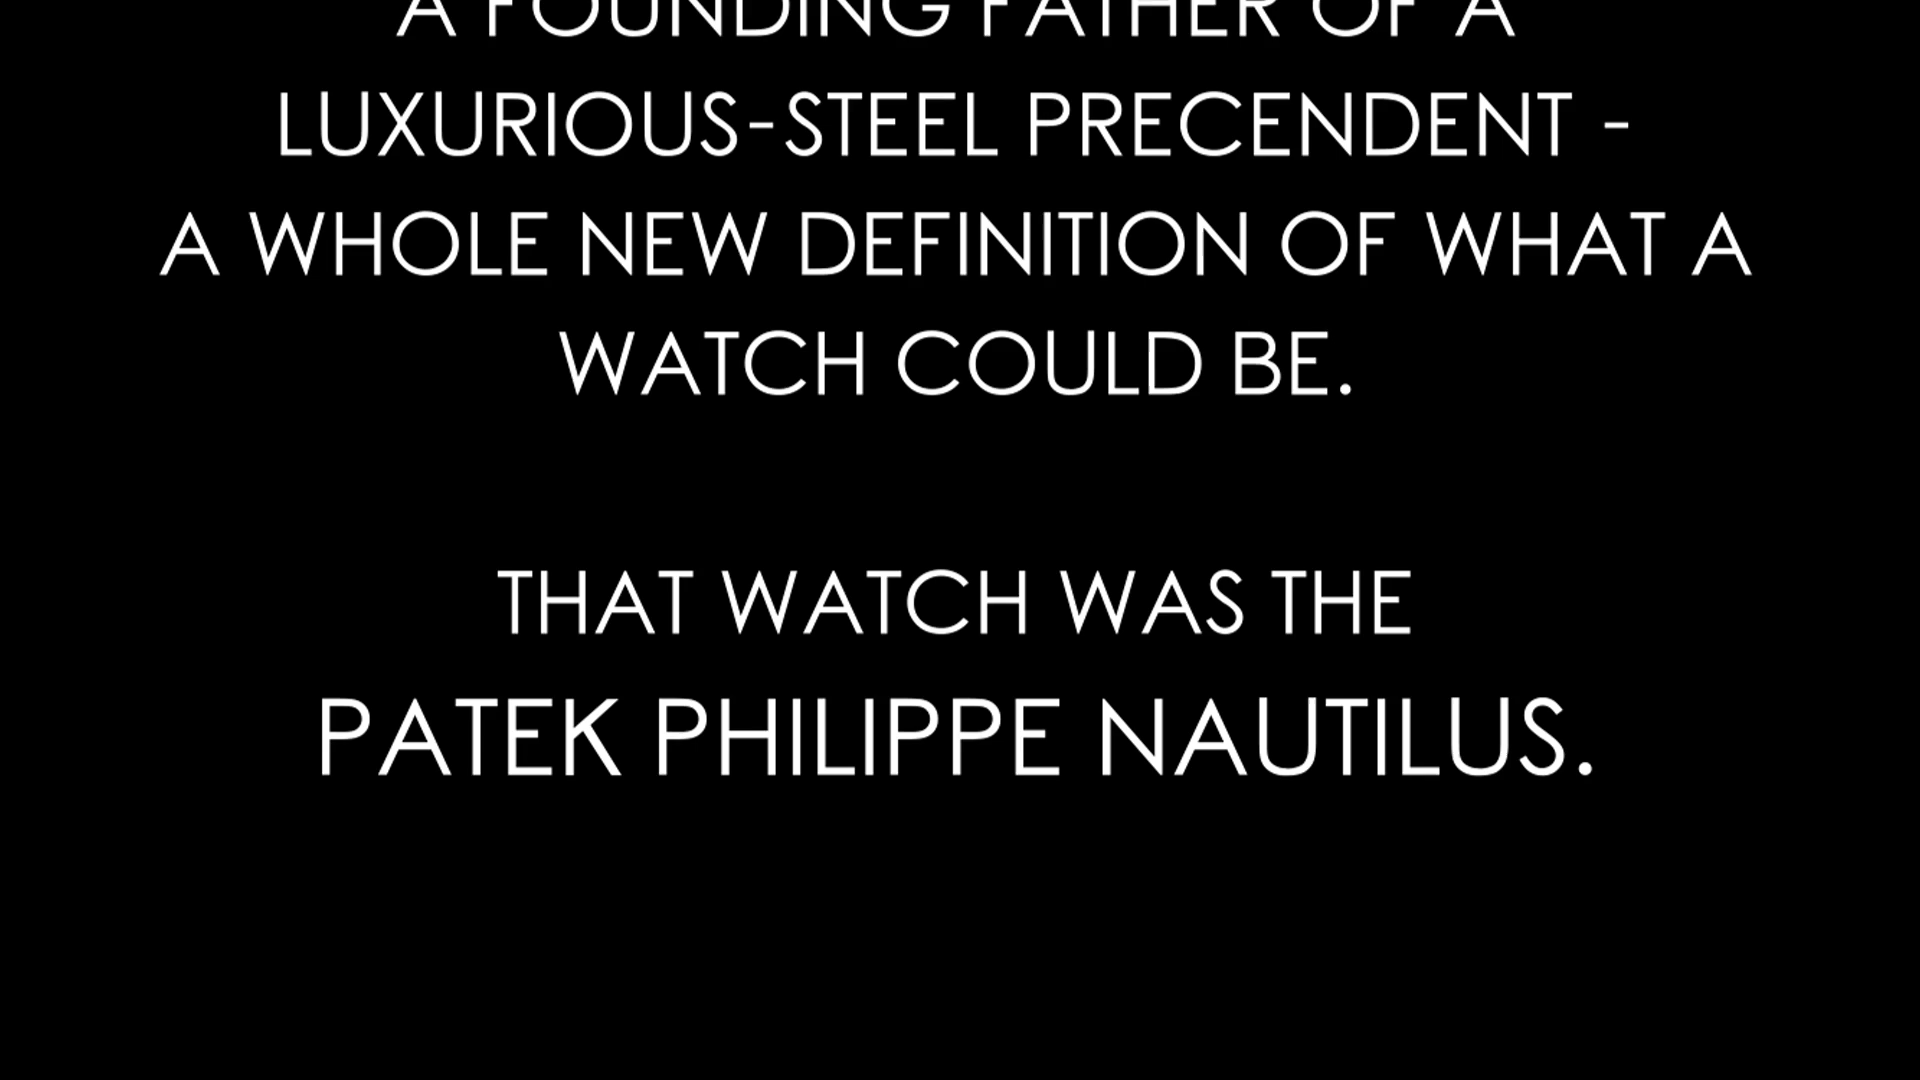 A FOUNDING FATHER OF A
LUXURIOUS-STEEL PRECENDENT -
A WHOLE NEW DEFINITION OF WHAT A
WATCH COULD BE.
THAT WATCH WAS THE
PATEK PHILIPPE NAUTILUS.